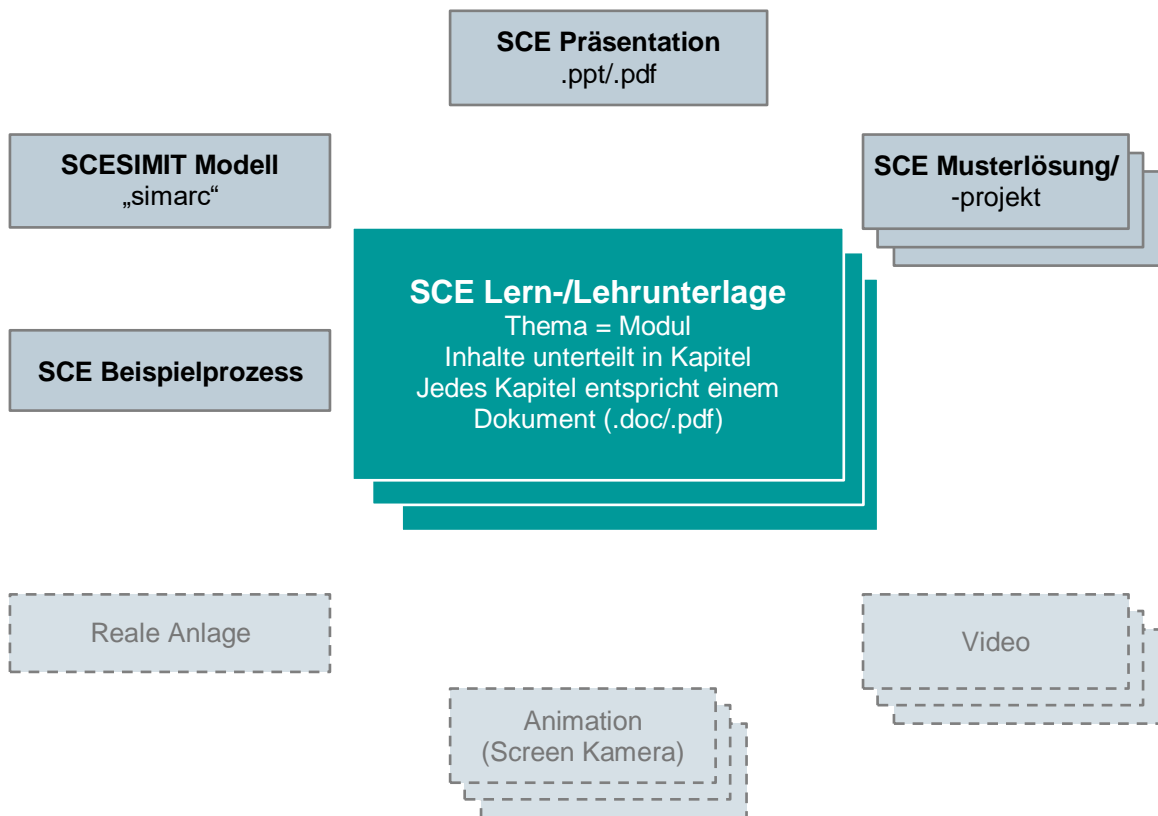 SCE Präsentation
.ppt/.pdf
SCESIMIT Modell
„simarc“
SCE Musterlösung/
-projekt
SCE Lern-/Lehrunterlage
Thema = Modul
Inhalte unterteilt in Kapitel
Jedes Kapitel entspricht einem
Dokument (.doc/.pdf)
SCE Beispielprozess
Reale Anlage
Video
Animation
(Screen Kamera)